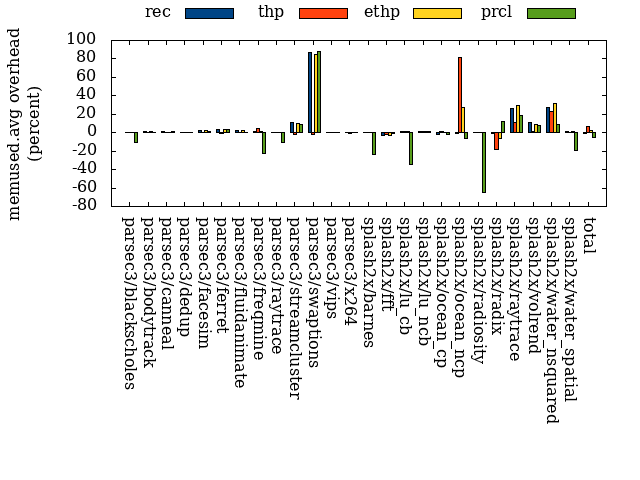 rec thp ethp prcl
memused.avg overhead
(percent)
100
80
60
40
20
0
-20
-40
-60
-80
parsec3/blackscholes
parsec3/bodytrack
parsec3/canneal
parsec3/dedup
parsec3/facesim
parsec3/ferret
parsec3/fluidanimate
parsec3/freqmine
parsec3/raytrace
parsec3/streamcluster
parsec3/swaptions
parsec3/vips
parsec3/x264
splash2x/barnes
splash2x/fft
splash2x/lu_cb
splash2x/lu_ncb
splash2x/ocean_cp
splash2x/ocean_ncp
splash2x/radiosity
splash2x/radix
splash2x/raytrace
splash2x/volrend
splash2x/water_nsquared
splash2x/water_spatial
total